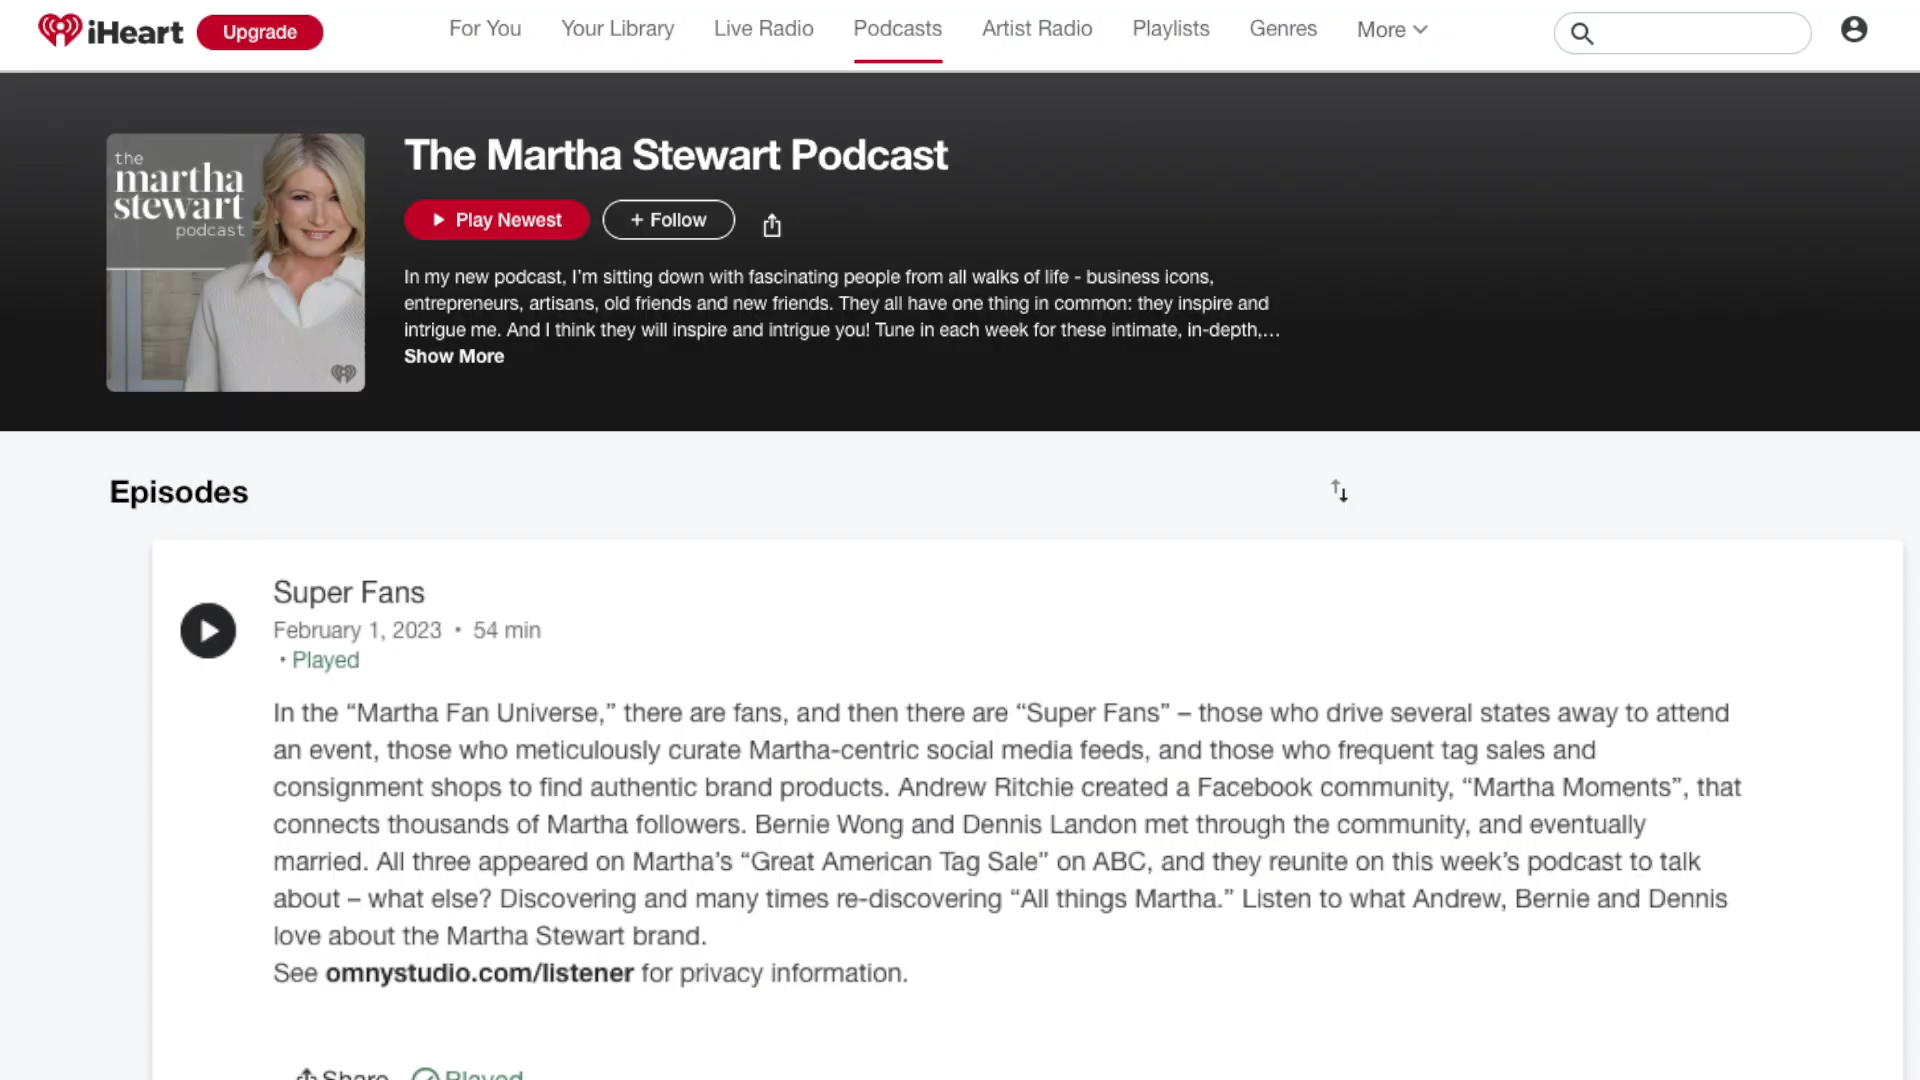 iHeart Upgrade For You Your Library Live Radio Podcasts Artist Radio Playlists Genres More
the
martha
stewart
podcast
The Martha Stewart Podcast
Play Newest + Follow
In my new podcast, I'm sitting down with fascinating people from all walks of life - business icons,
entrepreneurs, artisans, old friends and new friends. They all have one thing in common: they inspire and
intrigue me. And I think they will inspire and intrigue you! Tune in each week for these intimate, in-depth,...
Show More
Episodes
Super Fans
February 1, 2023 • 54 min
• Played
In the “Martha Fan Universe,” there are fans, and then there are “Super Fans” – those who drive several states away to attend
an event, those who meticulously curate Martha-centric social media feeds, and those who frequent tag sales and
consignment shops to find authentic brand products. Andrew Ritchie created a Facebook community, “Martha Moments”, that
connects thousands of Martha followers. Bernie Wong and Dennis Landon met through the community, and eventually
married. All three appeared on Martha’s “Great American Tag Sale” on ABC, and they reunite on this week’s podcast to talk
about – what else? Discovering and many times re-discovering “All things Martha.” Listen to what Andrew, Bernie and Dennis
love about the Martha Stewart brand.
See omnystudio.com/listener for privacy information.
Share Played